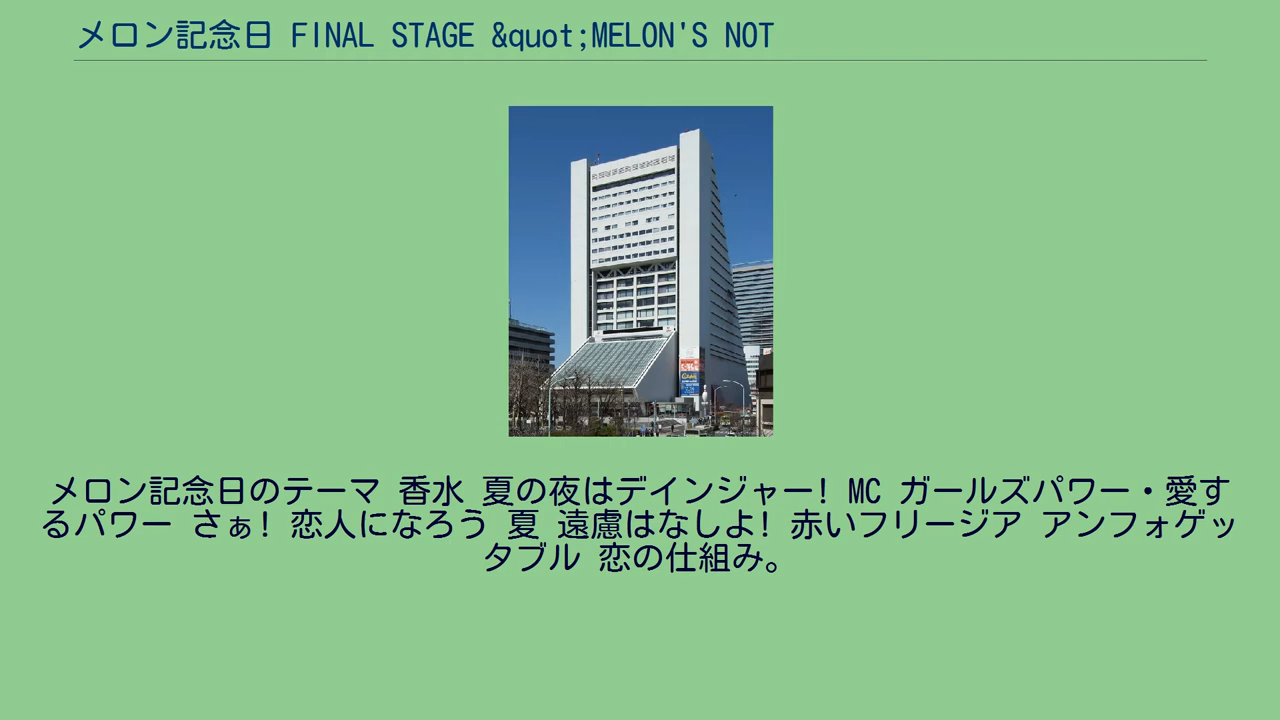 メロン記念日 FINAL STAGE &quot;MELON'S NOT
メロン記念日のテーマ 香水 夏の夜はデインジャー! MC ガールズパワー・愛す
るパワー さぁ! 恋人になろう 夏 遠慮はなしよ! 赤いフリージア アンフォゲッ
タブル 恋の仕組み。